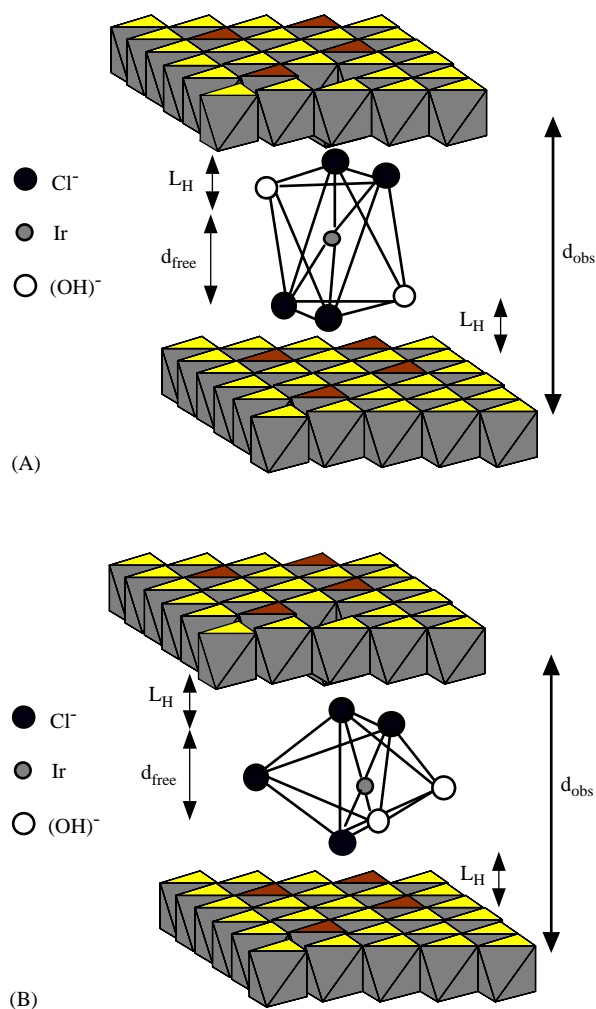 L_H
Cl⁻
Ir
d_free
d_obs
(OH)⁻
L_H
(A)
L_H
Cl⁻
Ir
d_free
d_obs
(OH)⁻
L_H
(B)